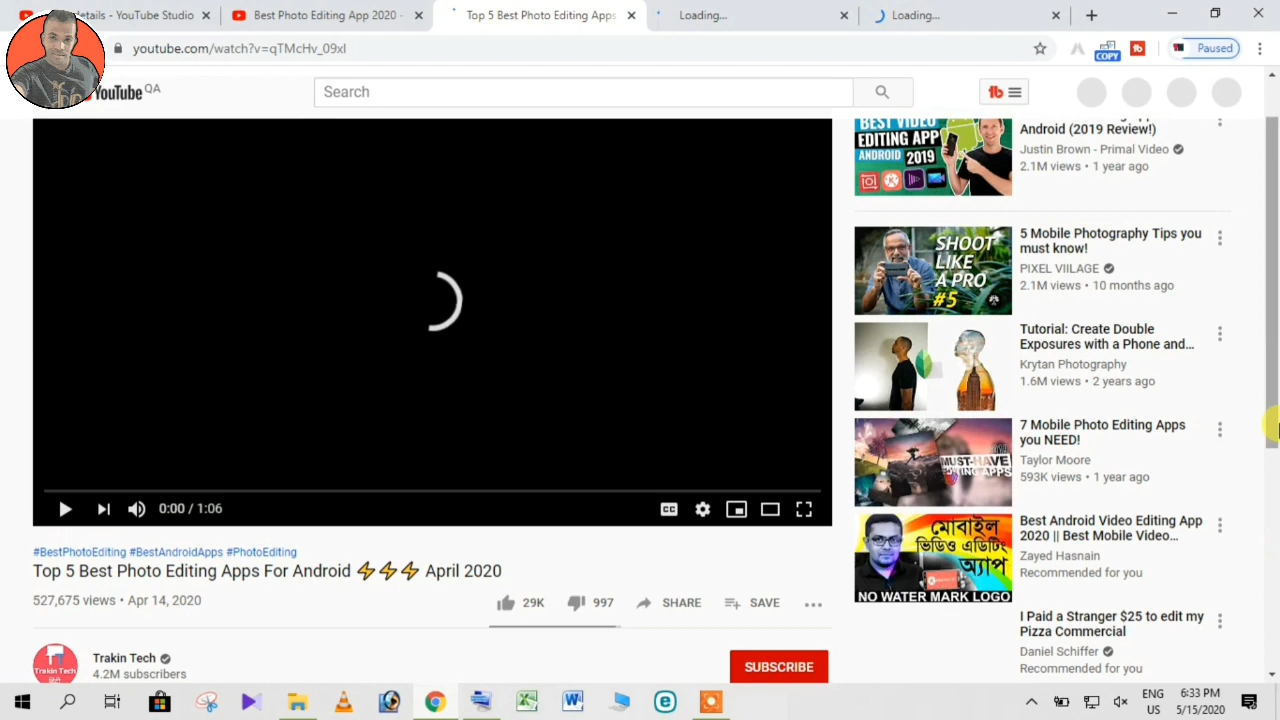 details - YouTube Studio
Best Photo Editing App 2020 -
Top 5 Best Photo Editing Apps
Loading...
Loading...
youtube.com/watch?v=qTMcHv_09xI
COPY
Paused
YouTube QA
Search
BEST VIDEO
EDITING APP
ANDROID 2019
Android (2019 Review!)
Justin Brown - Primal Video
2.1M views • 1 year ago
SHOOT
LIKE
A PRO
#5
5 Mobile Photography Tips you
must know!
PIXEL VIILAGE
2.1M views • 10 months ago
Tutorial: Create Double
Exposures with a Phone and...
Krytan Photography
1.6M views • 2 years ago
MUST-HAVE
7 Mobile Photo Editing Apps
you NEED!
Taylor Moore
593K views • 1 year ago
মোবাইল
ভিডিও এডিটিং
অ্যাপ
NO WATER MARK LOGO
Best Android Video Editing App
2020 || Best Mobile Video...
Zayed Hasnain
Recommended for you
I Paid a Stranger $25 to edit my
Pizza Commercial
Daniel Schiffer
Recommended for you
0:00 / 1:06
CC
#BestPhotoEditing #BestAndroidApps #PhotoEditing
Top 5 Best Photo Editing Apps For Android ⚡⚡⚡ April 2020
527,675 views • Apr 14, 2020
29K
997
SHARE
SAVE
Trakin Tech
Trakin Tech
4.2M subscribers
SUBSCRIBE
ENG
US
6:33 PM
5/15/2020